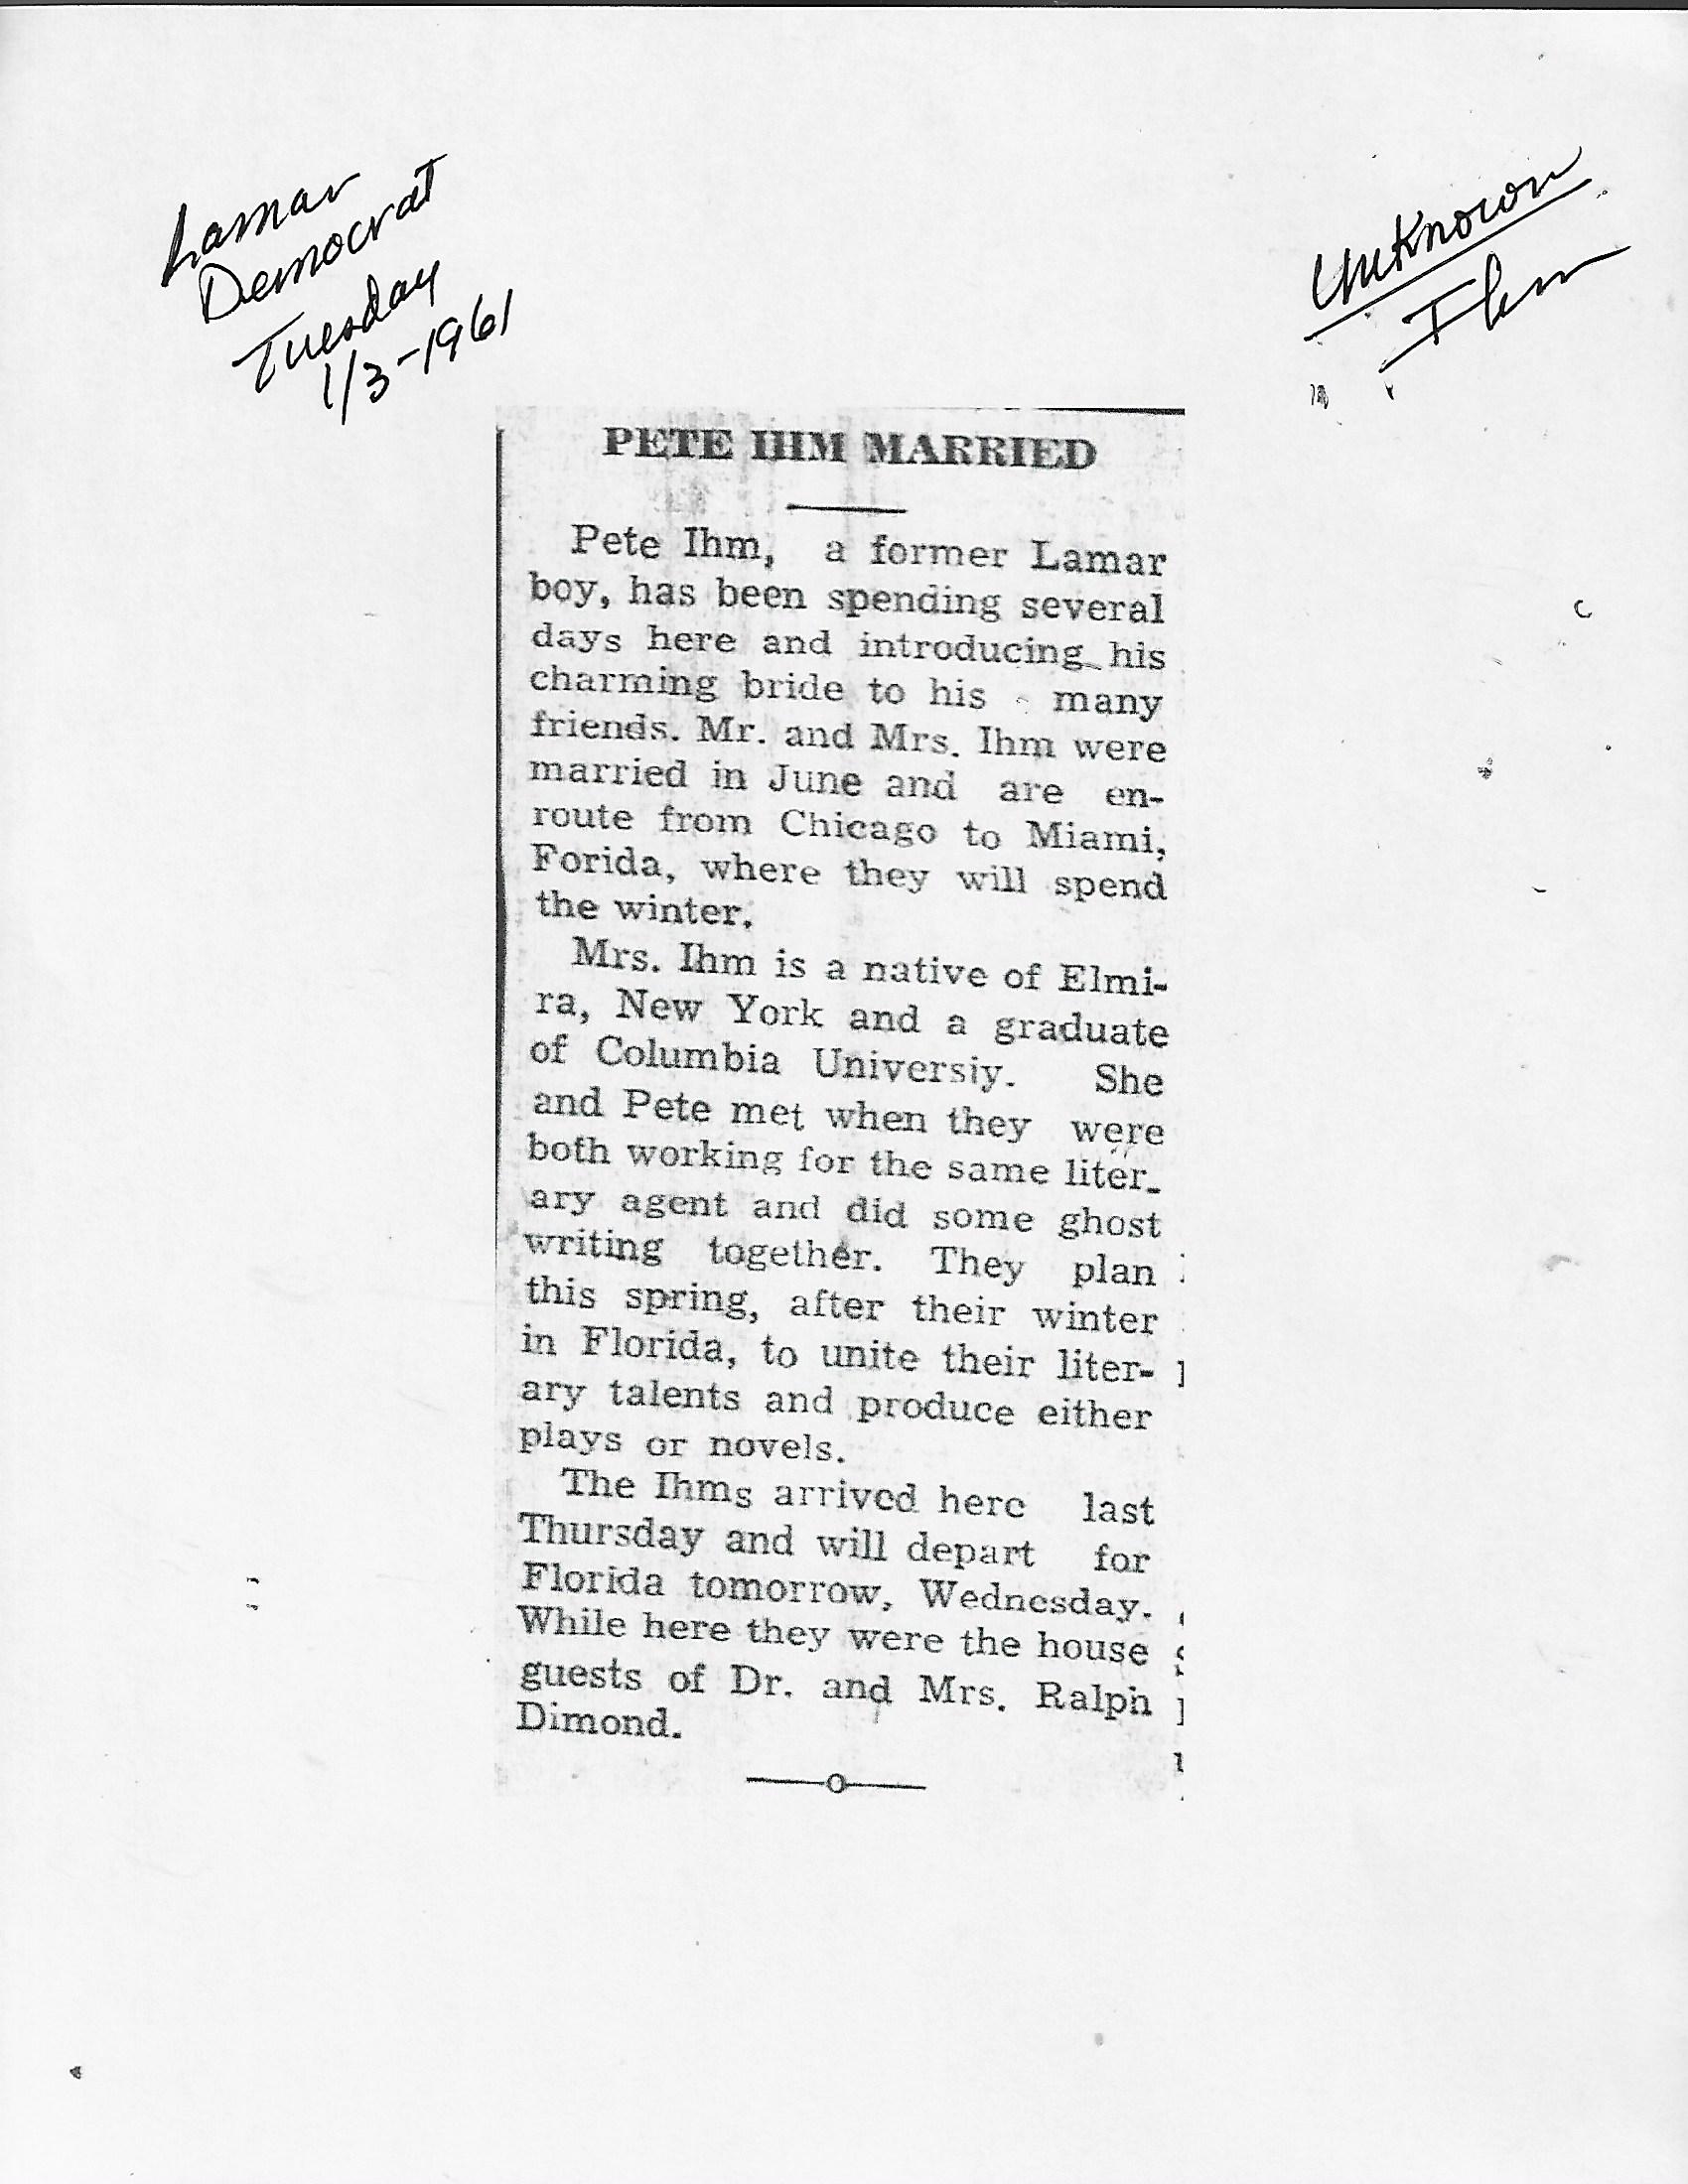 Lamar
Democrat
Tuesday
1/3-1961
Unknown
Ihm
PETE IHM MARRIED
Pete Ihm, a former Lamar
boy, has been spending several
days here and introducing his
charming bride to his many
friends. Mr. and Mrs. Ihm were
married in June and are en-
route from Chicago to Miami,
Forida, where they will spend
the winter.
Mrs. Ihm is a native of Elmi-
ra, New York and a graduate
of Columbia Universiy. She
and Pete met when they were
both working for the same liter-
ary agent and did some ghost
writing together. They plan
this spring, after their winter
in Florida, to unite their liter-
ary talents and produce either
plays or novels.
The Ihms arrived here last
Thursday and will depart for
Florida tomorrow, Wednesday.
While here they were the house
guests of Dr. and Mrs. Ralph
Dimond.